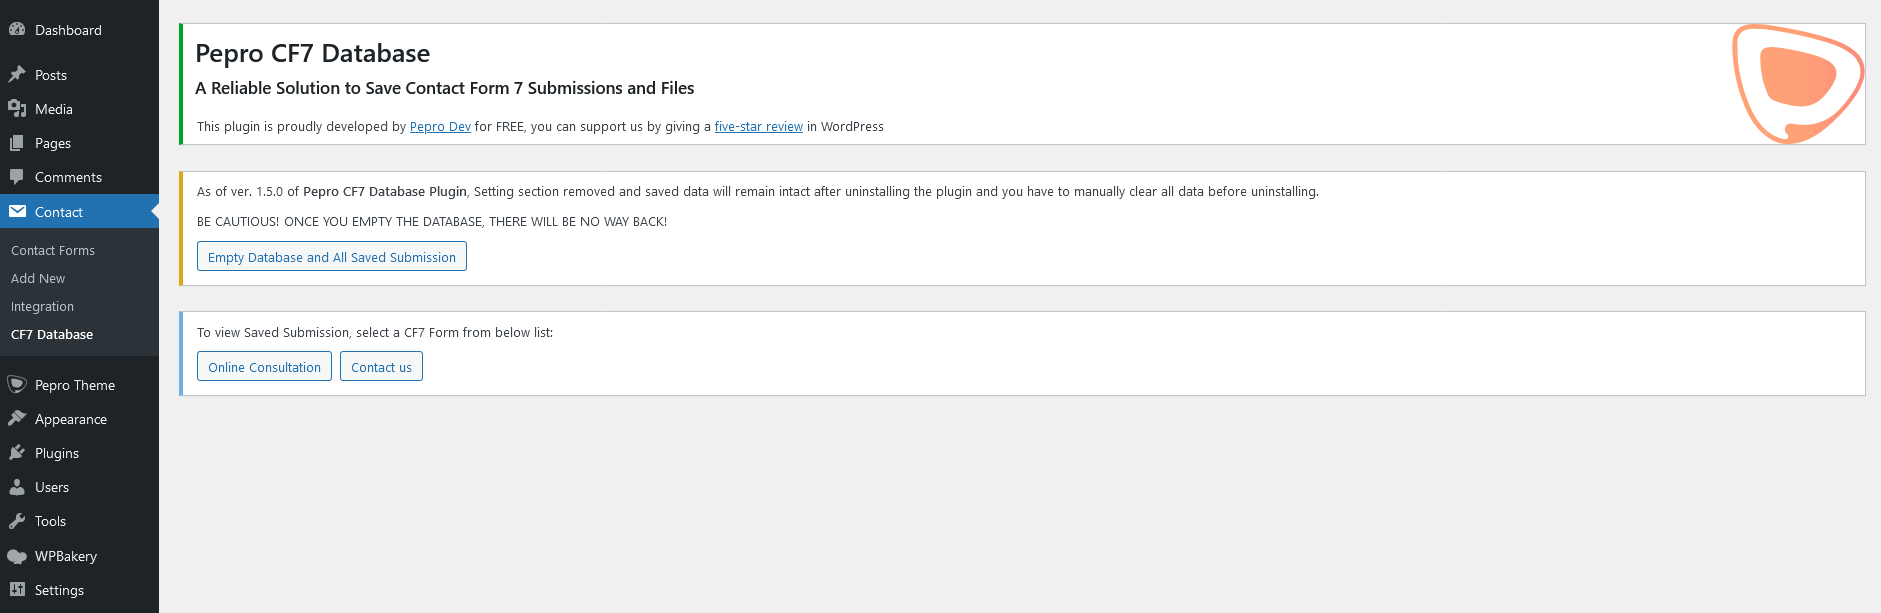 Dashboard
Posts
Media
Pages
Comments
Contact
Contact Forms
Add New
Integration
CF7 Database
Pepro Theme
Appearance
Plugins
Users
Tools
WPBakery
Settings
Pepro CF7 Database
A Reliable Solution to Save Contact Form 7 Submissions and Files
This plugin is proudly developed by Pepro Dev for FREE, you can support us by giving a five-star review in WordPress
As of ver. 1.5.0 of Pepro CF7 Database Plugin, Setting section removed and saved data will remain intact after uninstalling the plugin and you have to manually clear all data before uninstalling.
BE CAUTIOUS! ONCE YOU EMPTY THE DATABASE, THERE WILL BE NO WAY BACK!
Empty Database and All Saved Submission
To view Saved Submission, select a CF7 Form from below list:
Online Consultation Contact us